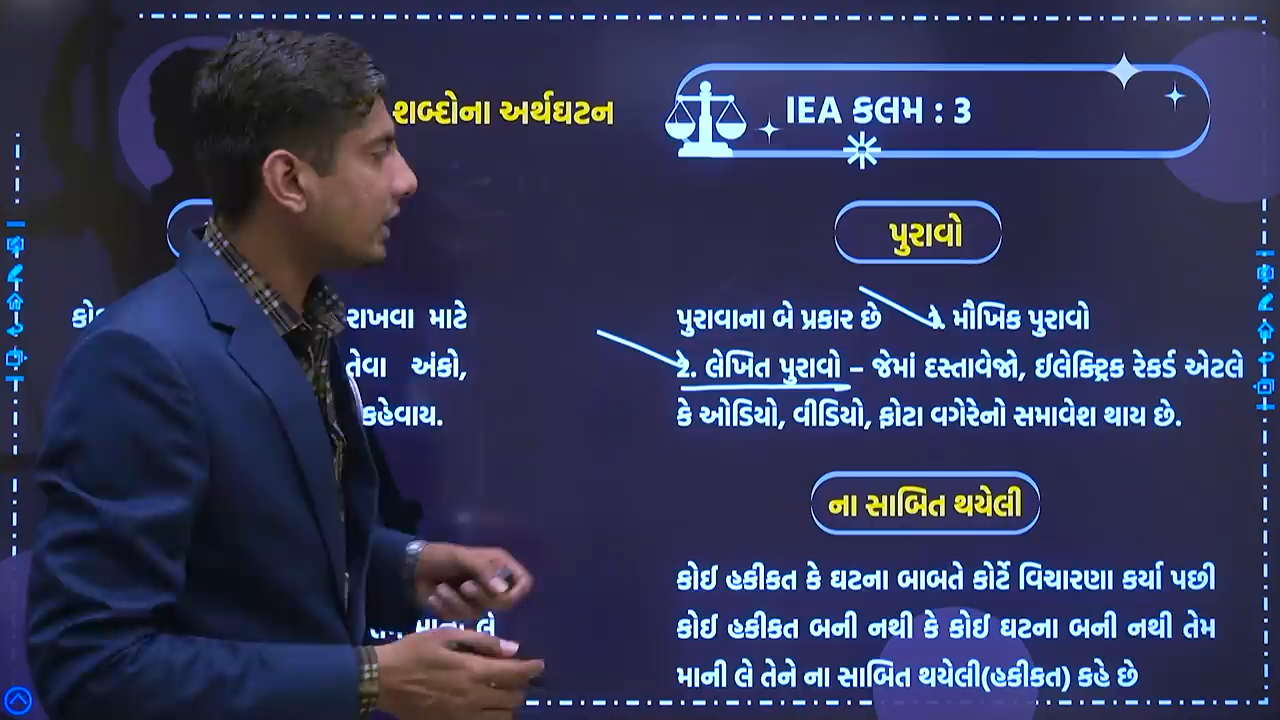 શબ્દોના અર્થઘટન
IEA કલમ : 3
રાખવા માટે
તેવા અંકો,
કહેવાય.
પુરાવો
પુરાવાના બે પ્રકાર છે 1. મૌખિક પુરાવો
2. લેખિત પુરાવો – જેમાં દસ્તાવેજો, ઈલેક્ટ્રિક રેકર્ડ એટલે
કે ઓડિયો, વીડિયો, ફોટા વગેરેનો સમાવેશ થાય છે.
ના સાબિત થયેલી
કોઈ હકીકત કે ઘટના બાબતે કોર્ટે વિચારણા કર્યા પછી
કોઈ હકીકત બની નથી કે કોઈ ઘટના બની નથી તેમ
માની લે તેને ના સાબિત થયેલી(હકીકત) કહે છે